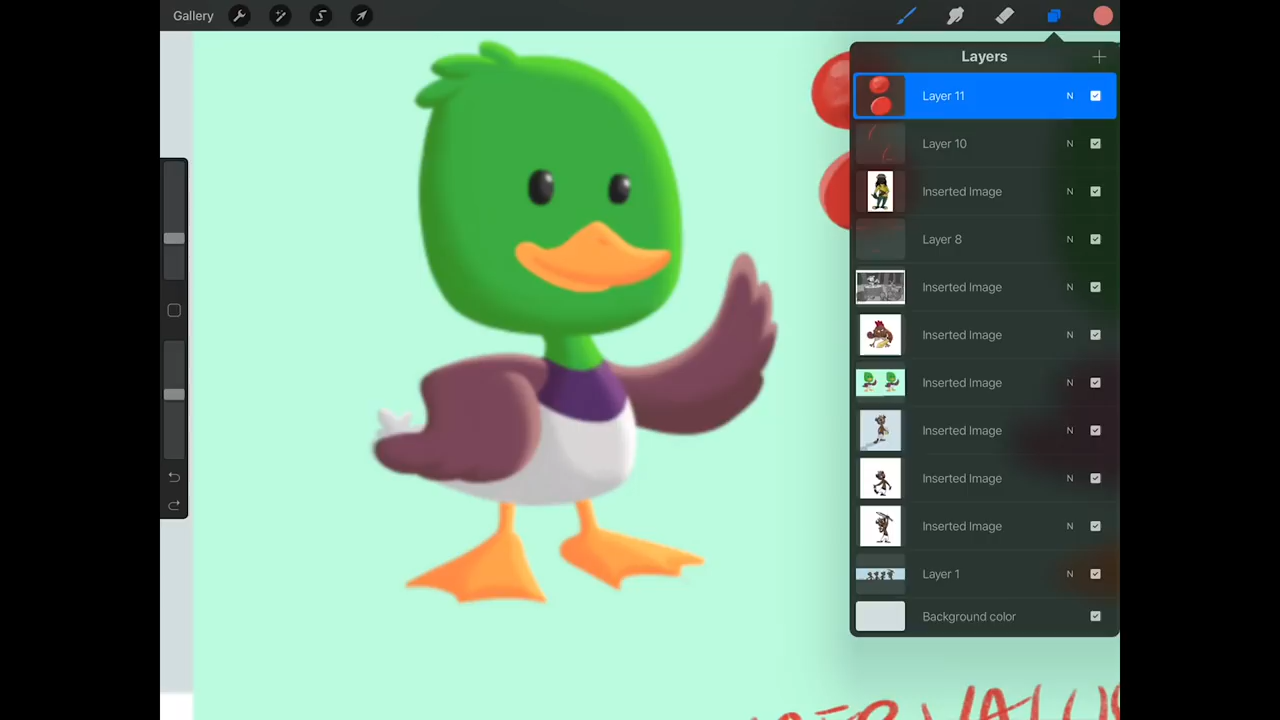 Gallery
Layers
Layer 11 N
Layer 10 N
Inserted Image N
Layer 8 N
Inserted Image N
Inserted Image N
Inserted Image N
Inserted Image N
Inserted Image N
Inserted Image N
Layer 1 N
Background color